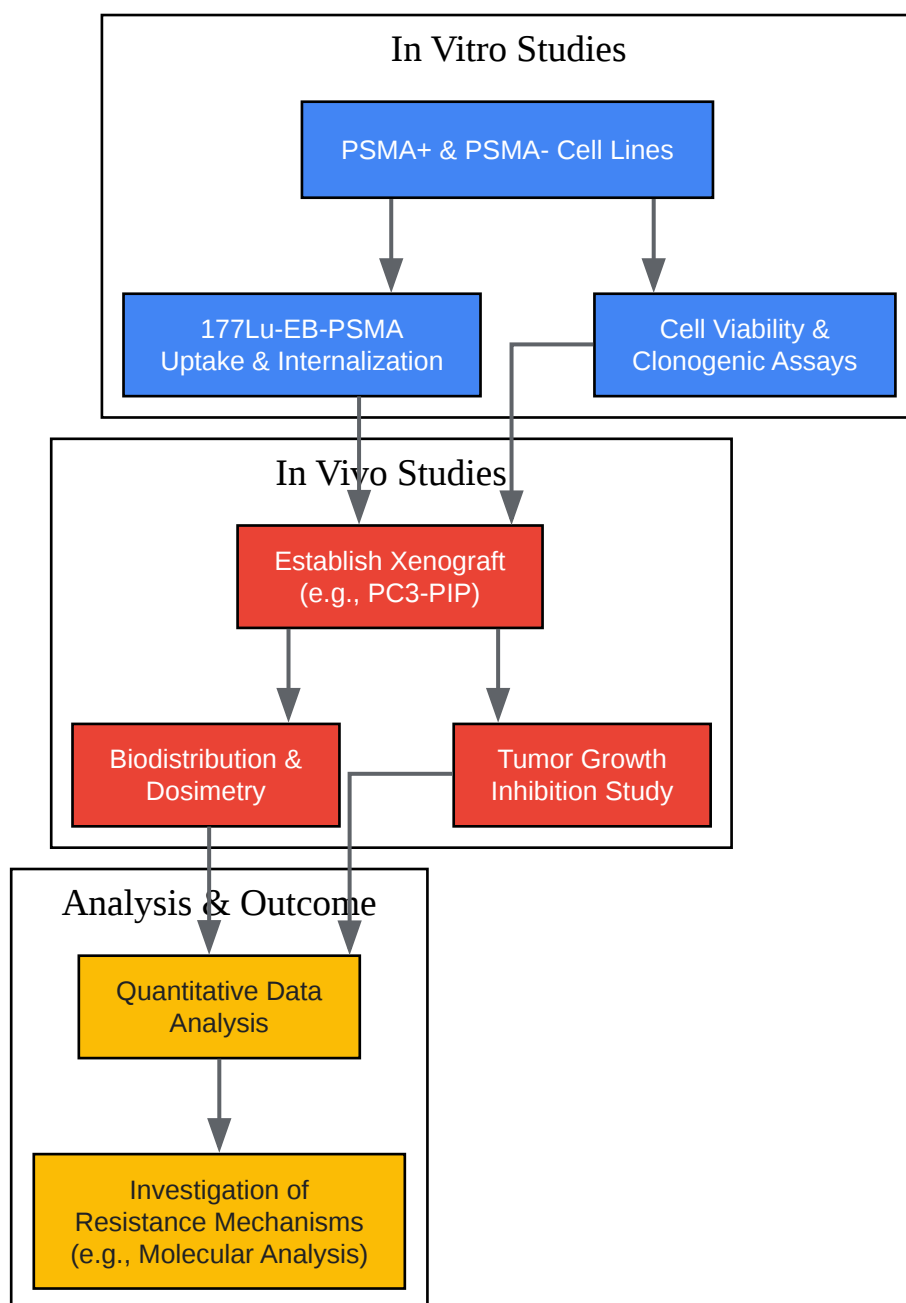 In Vitro Studies
PSMA+ & PSMA- Cell Lines
177Lu-EB-PSMA
Uptake & Internalization
Cell Viability &
Clonogenic Assays
In Vivo Studies
Establish Xenograft
(e.g., PC3-PIP)
Biodistribution &
Dosimetry
Tumor Growth
Inhibition Study
Analysis & Outcome
Quantitative Data
Analysis
Investigation of
Resistance Mechanisms
(e.g., Molecular Analysis)